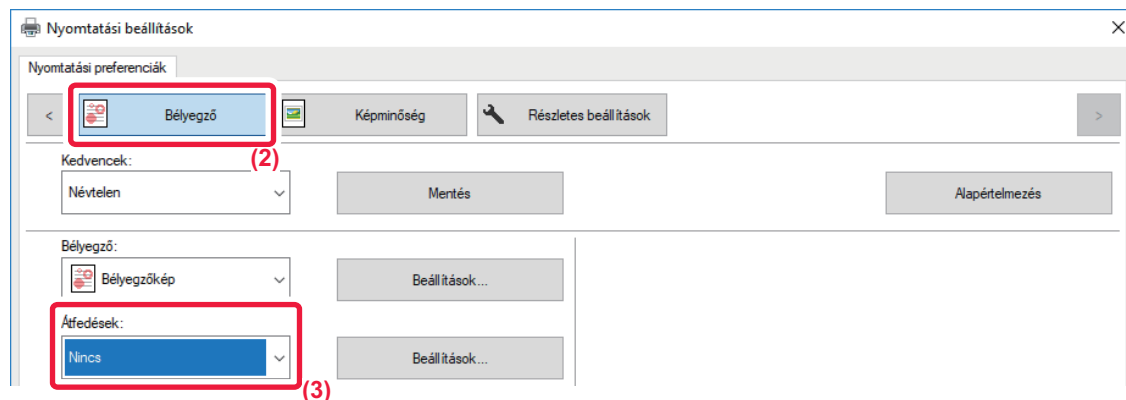 Nyomtatási beállítások
Nyomtatási preferenciák
< Bélyegző Képminőség Részletes beállítások >
(2)
Kedvencek:
Névtelen Mentés Alapértelmezés
Bélyegző:
Bélyegzőkép Beállítások...
Átfedések:
Nincs Beállítások...
(3)